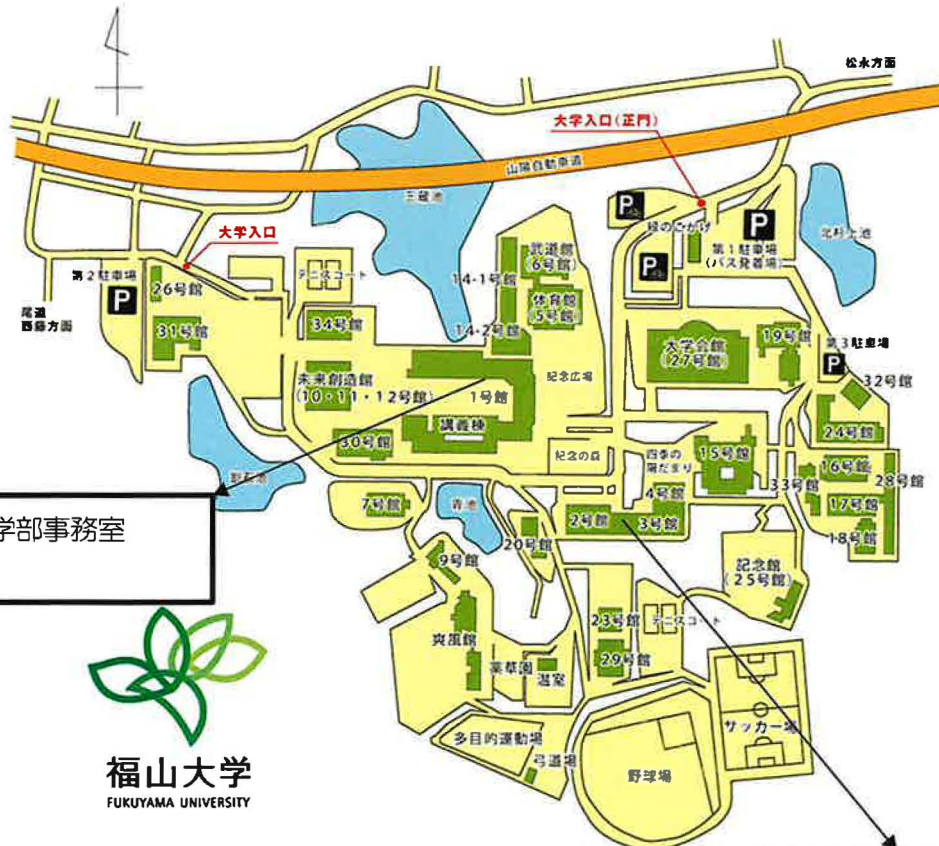 松永方面
大学入口(正門)
山陽自動車道
三蔵池
P
緑のこかげ
P
第1駐車場
(バス発着場)
北村上池
P
大学入口
第2駐車場
P
26号館
テニスコート
14-1号館
武道館
(6号館)
体育館
(5号館)
尾道
西藤方面
31号館
34号館
14-2号館
大学会館
(27号館)
19号館
第3駐車場
P
32号館
未来創造館
(10・11・12号館)
1号館
記念広場
講義棟
30号館
記念の森
四季の
陽だまり
15号館
24号館
16号館
28号館
33号館
17号館
18号館
7号館
青池
4号館
2号館
3号館
20号館
学部事務室
9号館
記念館
(25号館)
爽風館
23号館
テニスコート
29号館
薬草園
温室
サッカー場
多目的運動場
弓道場
野球場
福山大学
FUKUYAMA UNIVERSITY